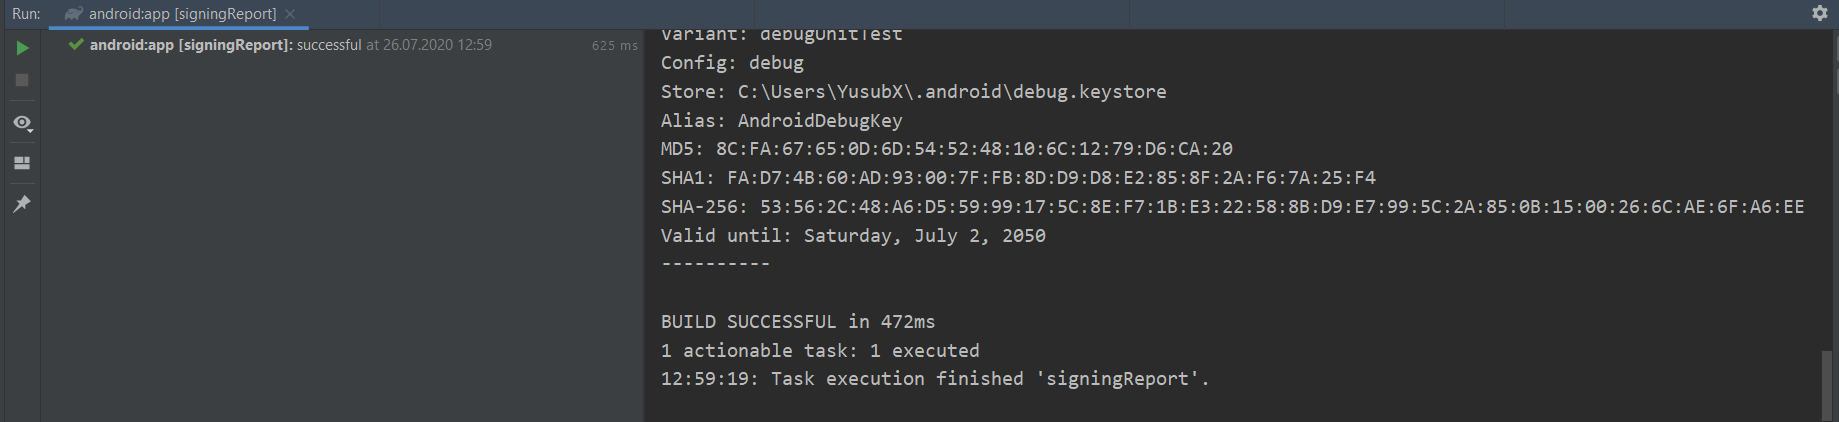 Run: android:app [signingReport]
android:app [signingReport]: successful at 26.07.2020 12:59 625 ms
Variant: debugUnitTest
Config: debug
Store: C:\Users\YusubX\.android\debug.keystore
Alias: AndroidDebugKey
MD5: 8C:FA:67:65:0D:6D:54:52:48:10:6C:12:79:D6:CA:20
SHA1: FA:D7:4B:60:AD:93:00:7F:FB:8D:D9:D8:E2:85:8F:2A:F6:7A:25:F4
SHA-256: 53:56:2C:48:A6:D5:59:99:17:5C:8E:F7:1B:E3:22:58:8B:D9:E7:99:5C:2A:85:0B:15:00:26:6C:AE:6F:A6:EE
Valid until: Saturday, July 2, 2050
----------
BUILD SUCCESSFUL in 472ms
1 actionable task: 1 executed
12:59:19: Task execution finished 'signingReport'.